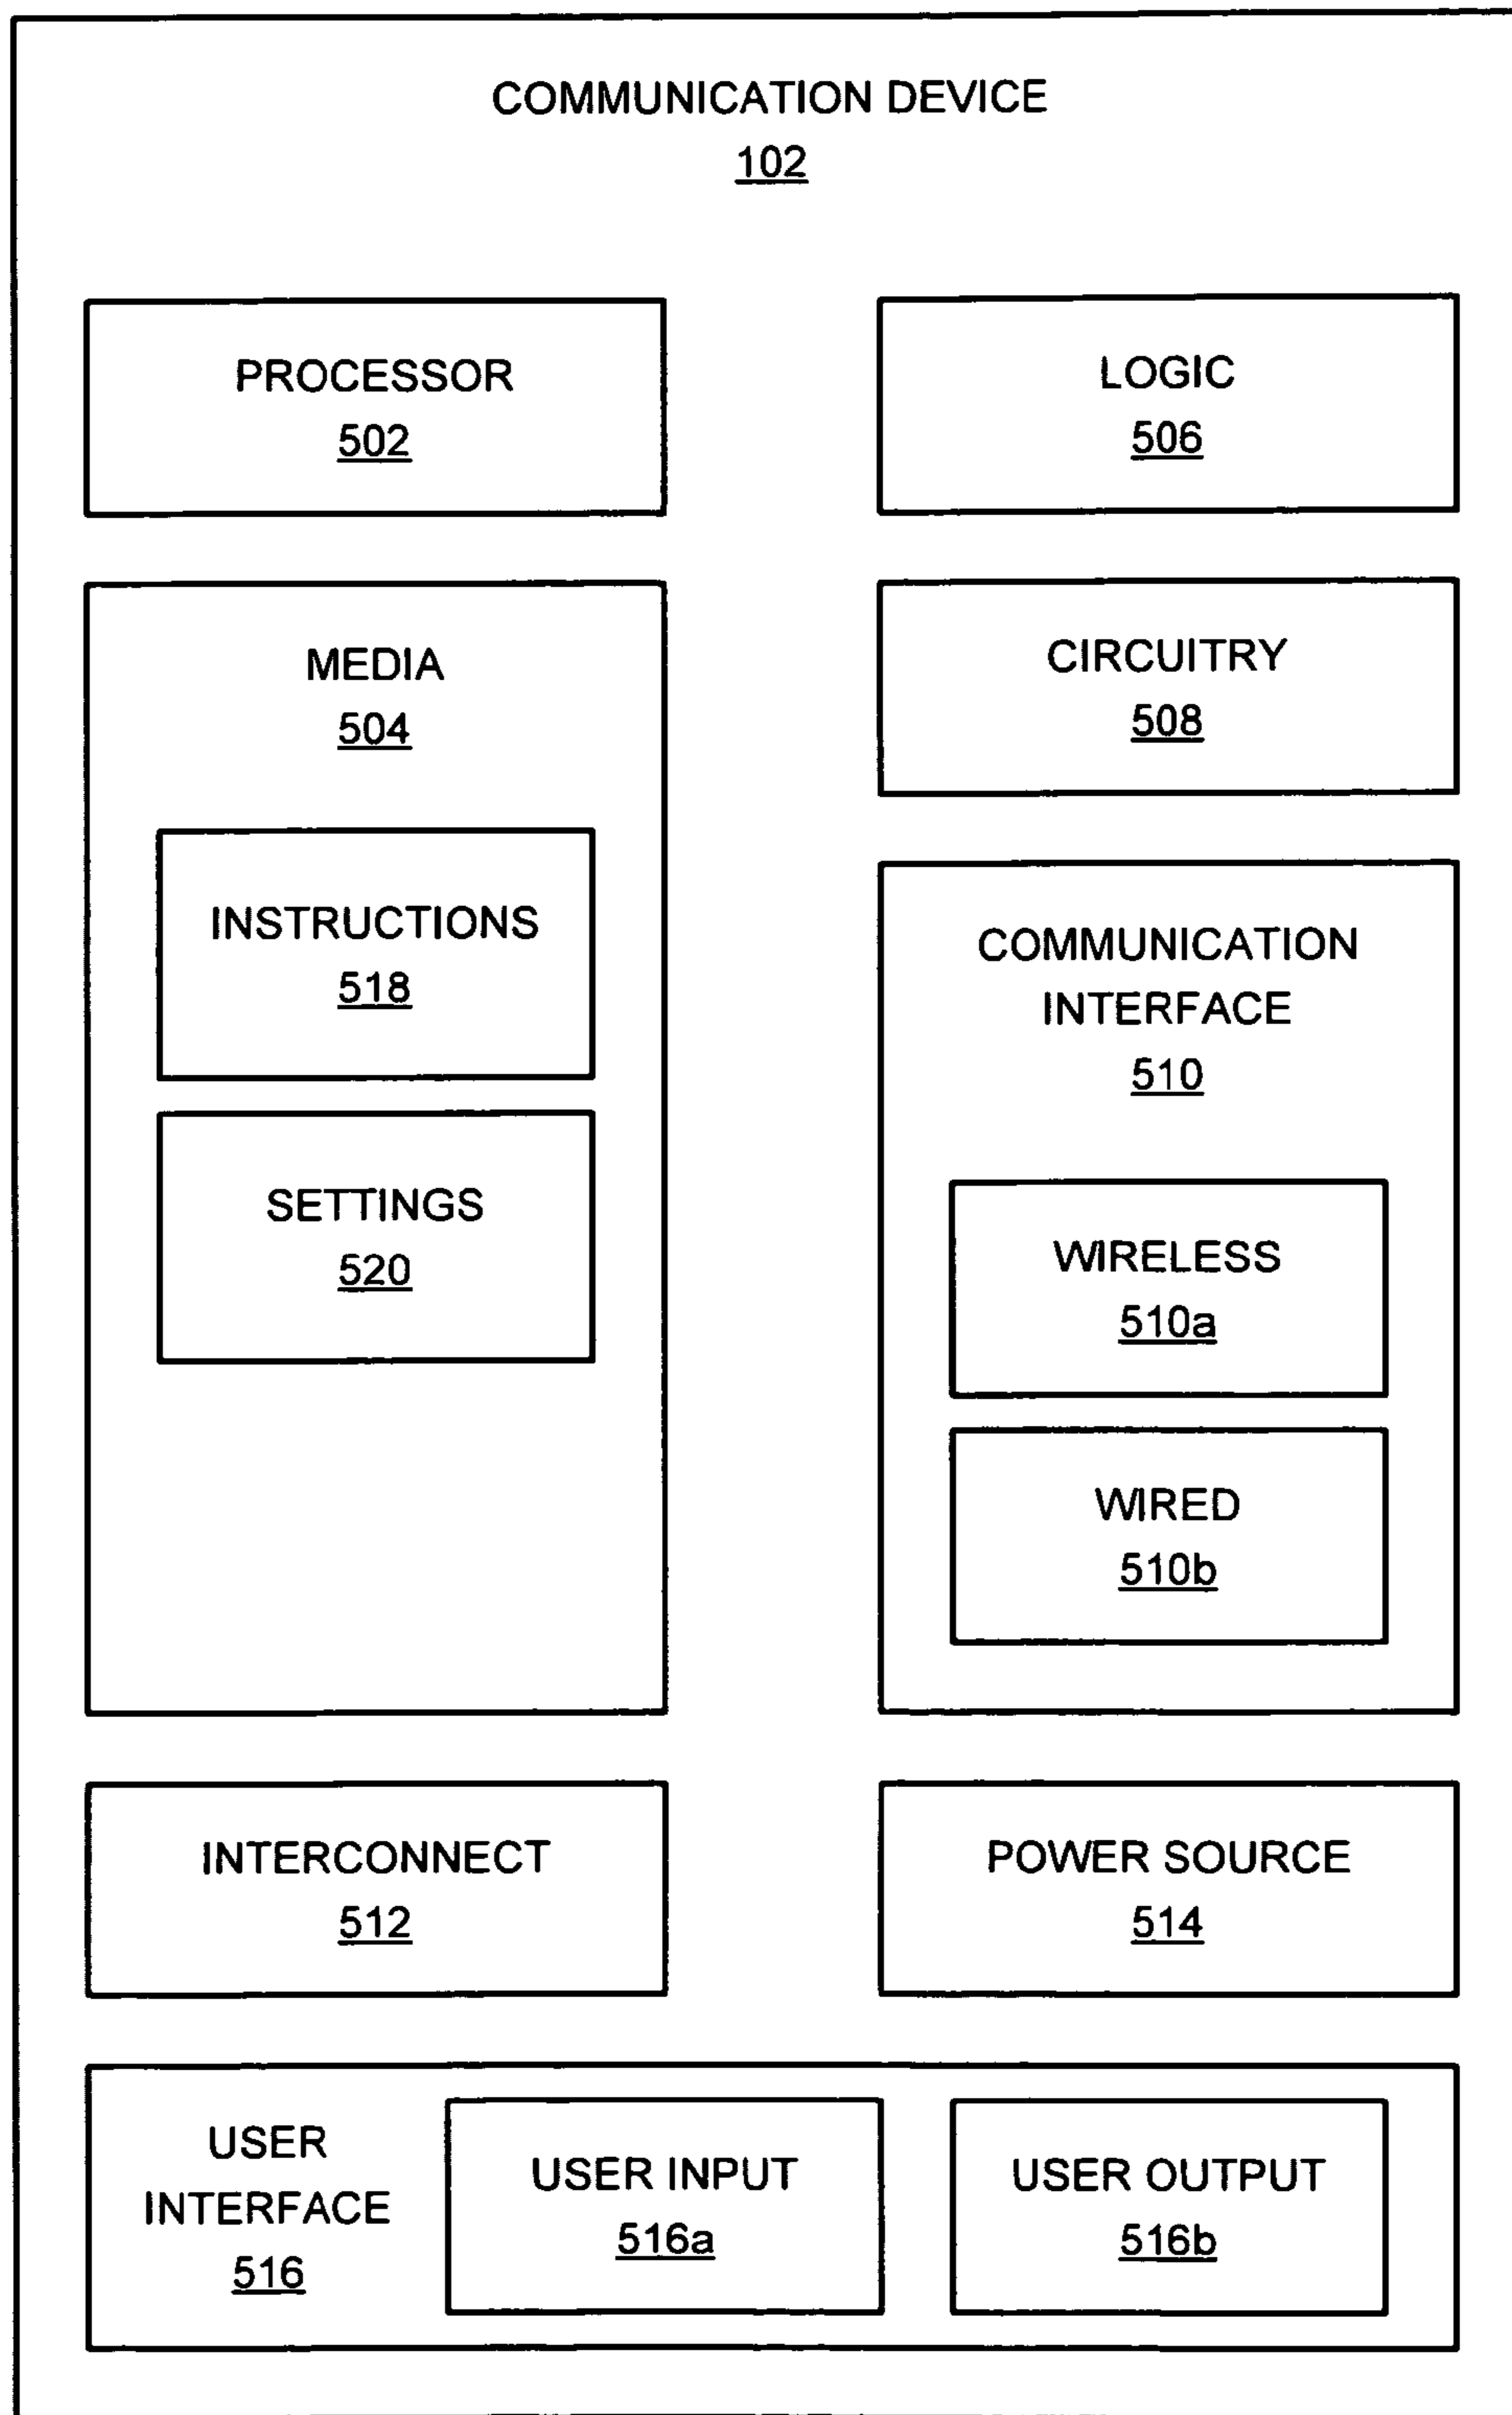 COMMUNICATION DEVICE
102
PROCESSOR
502
LOGIC
506
MEDIA
504
INSTRUCTIONS
518
SETTINGS
520
CIRCUITRY
508
COMMUNICATION
INTERFACE
510
WIRELESS
510a
WIRED
510b
INTERCONNECT
512
POWER SOURCE
514
USER
INTERFACE
516
USER INPUT
516a
USER OUTPUT
516b